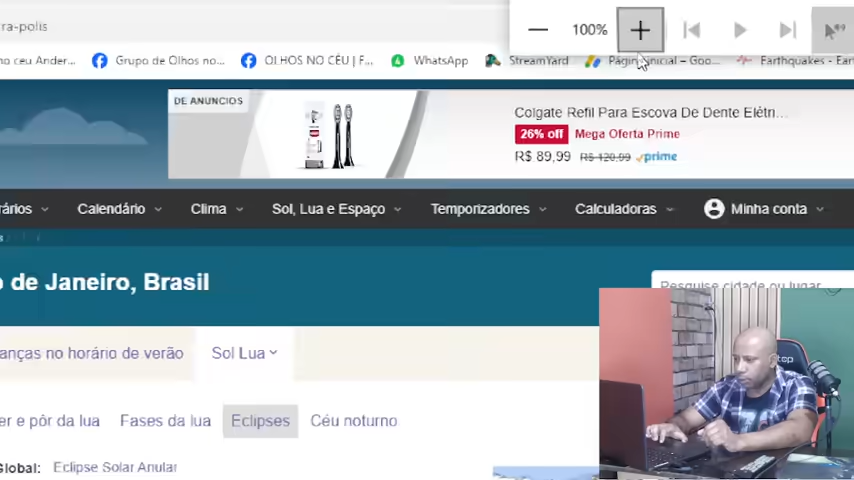 ra-polis
100%
no ceu Ander...
Grupo de Olhos no...
OLHOS NO CÉU | F...
WhatsApp
StreamYard
Página inicial – Goo...
Earthquakes - Eart
DE ANUNCIOS
Colgate Refil Para Escova De Dente Elétri...
26% off Mega Oferta Prime
R$ 89,99 R$ 120,99 prime
rários
Calendário
Clima
Sol, Lua e Espaço
Temporizadores
Calculadoras
Minha conta
o de Janeiro, Brasil
Pesquise cidade ou lugar
anças no horário de verão
Sol Lua
er e pôr da lua
Fases da lua
Eclipses
Céu noturno
Global: Eclipse Solar Anular